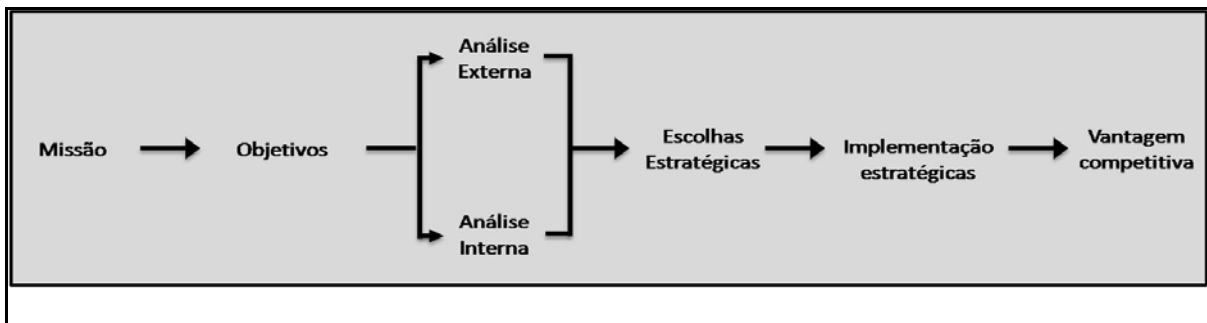 Missão
Objetivos
Análise
Externa
Análise
Interna
Escolhas
Estratégicas
Implementação
estratégicas
Vantagem
competitiva